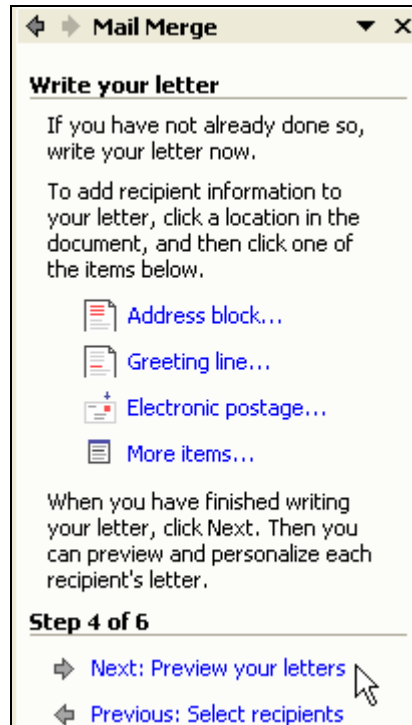 Mail Merge
Write your letter
If you have not already done so,
write your letter now.
To add recipient information to
your letter, click a location in the
document, and then click one of
the items below.
Address block...
Greeting line...
Electronic postage...
More items...
When you have finished writing
your letter, click Next. Then you
can preview and personalize each
recipient's letter.
Step 4 of 6
Next: Preview your letters
Previous: Select recipients